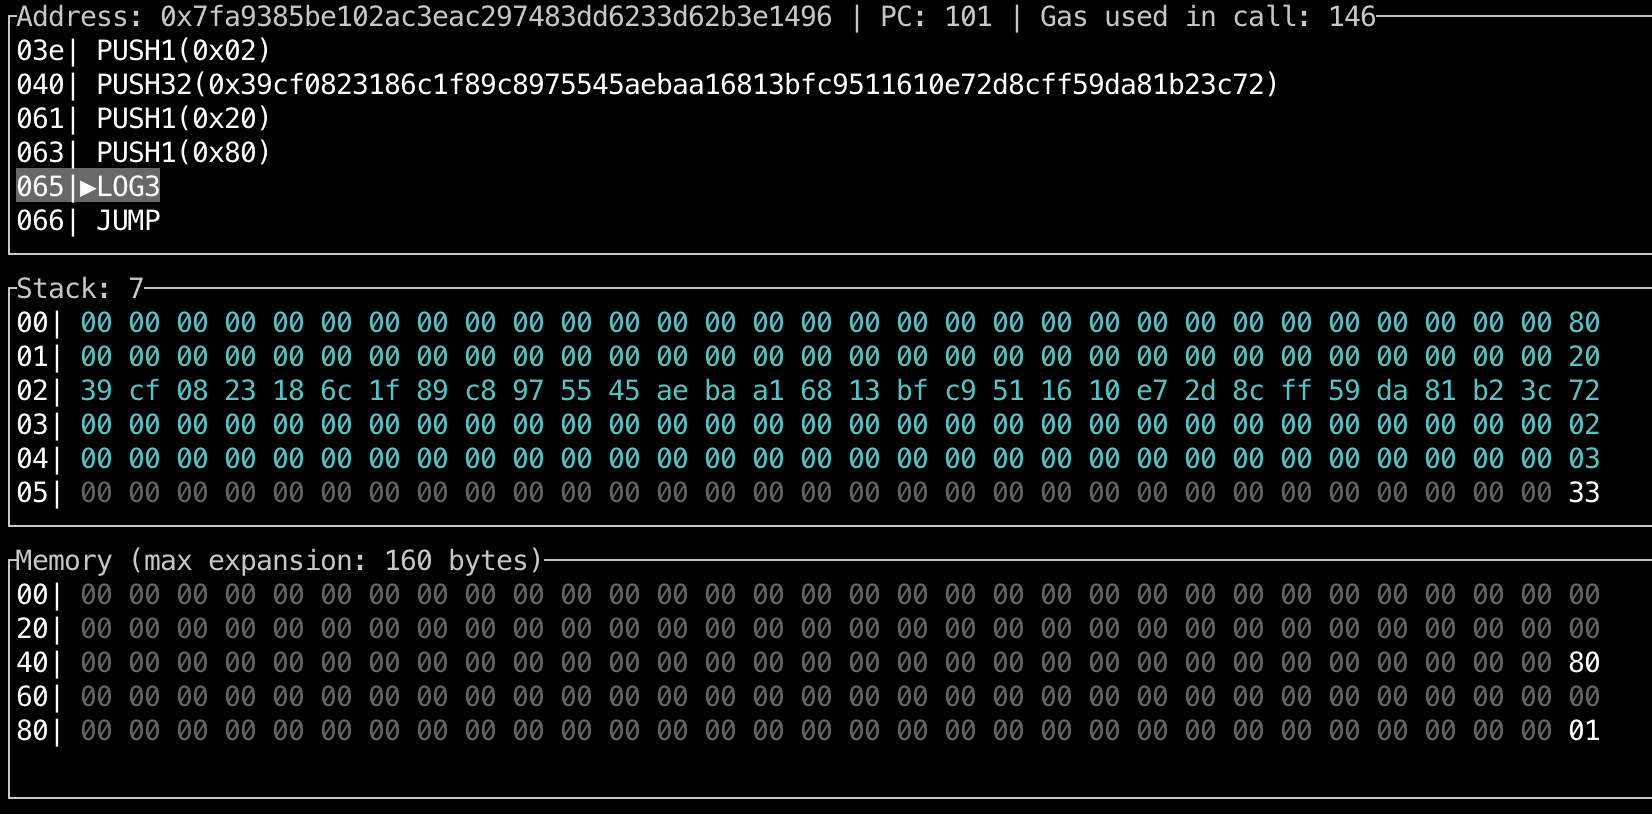 Address: 0x7fa9385be102ac3eac297483dd6233d62b3e1496 | PC: 101 | Gas used in call: 146
03e| PUSH1(0x02)
040| PUSH32(0x39cf0823186c1f89c8975545aebaa16813bfc9511610e72d8cff59da81b23c72)
061| PUSH1(0x20)
063| PUSH1(0x80)
065|▶LOG3
066| JUMP
Stack: 7
00| 00 00 00 00 00 00 00 00 00 00 00 00 00 00 00 00 00 00 00 00 00 00 00 00 00 00 00 00 00 00 00 80
01| 00 00 00 00 00 00 00 00 00 00 00 00 00 00 00 00 00 00 00 00 00 00 00 00 00 00 00 00 00 00 00 20
02| 39 cf 08 23 18 6c 1f 89 c8 97 55 45 ae ba a1 68 13 bf c9 51 16 10 e7 2d 8c ff 59 da 81 b2 3c 72
03| 00 00 00 00 00 00 00 00 00 00 00 00 00 00 00 00 00 00 00 00 00 00 00 00 00 00 00 00 00 00 00 02
04| 00 00 00 00 00 00 00 00 00 00 00 00 00 00 00 00 00 00 00 00 00 00 00 00 00 00 00 00 00 00 00 03
05| 00 00 00 00 00 00 00 00 00 00 00 00 00 00 00 00 00 00 00 00 00 00 00 00 00 00 00 00 00 00 00 33
Memory (max expansion: 160 bytes)
00| 00 00 00 00 00 00 00 00 00 00 00 00 00 00 00 00 00 00 00 00 00 00 00 00 00 00 00 00 00 00 00 00
20| 00 00 00 00 00 00 00 00 00 00 00 00 00 00 00 00 00 00 00 00 00 00 00 00 00 00 00 00 00 00 00 00
40| 00 00 00 00 00 00 00 00 00 00 00 00 00 00 00 00 00 00 00 00 00 00 00 00 00 00 00 00 00 00 00 80
60| 00 00 00 00 00 00 00 00 00 00 00 00 00 00 00 00 00 00 00 00 00 00 00 00 00 00 00 00 00 00 00 00
80| 00 00 00 00 00 00 00 00 00 00 00 00 00 00 00 00 00 00 00 00 00 00 00 00 00 00 00 00 00 00 00 01